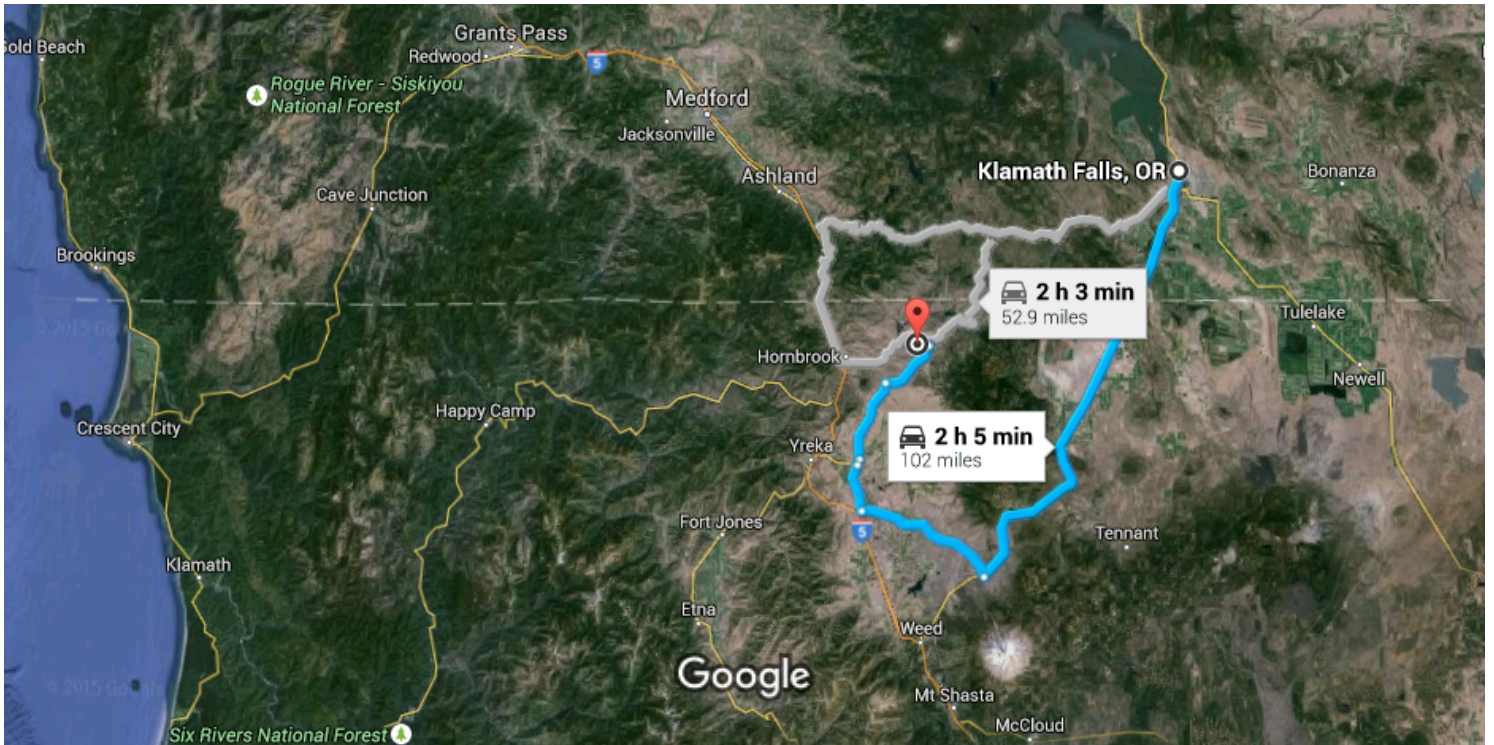 Gold Beach
Grants Pass
Redwood
5
Rogue River - Siskiyou
National Forest
Medford
Jacksonville
Ashland
Klamath Falls, OR
Bonanza
Cave Junction
Brookings
2 h 3 min
52.9 miles
© 2015
Tulelake
Hornbrook
Newell
Happy Camp
Crescent City
2 h 5 min
102 miles
Yreka
Fort Jones
5
Tennant
Klamath
Etna
Weed
Google
© 2015
Mt Shasta
McCloud
Six Rivers National Forest